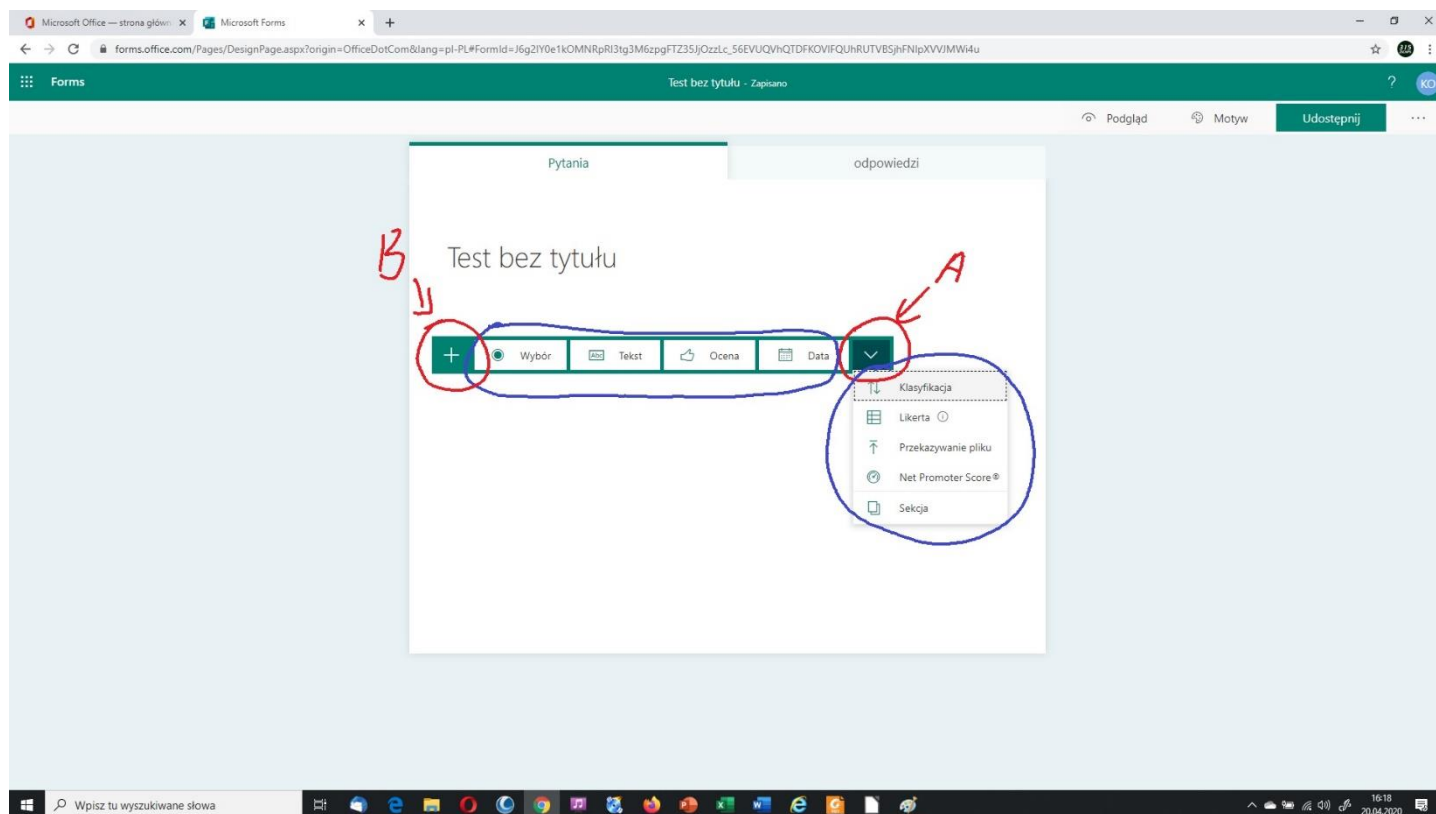 Microsoft Office — strona główn
Microsoft Forms
forms.office.com/Pages/DesignPage.aspx?origin=OfficeDotCom&lang=pl-PL#FormId=
Forms
Test bez tytułu - Zapisano
?
KO
Podgląd
Motyw
Udostępnij
Pytania
odpowiedzi
B
Test bez tytułu
A
Wybór
Abc Tekst
Ocena
Data
Klasyfikacja
Likerta
Przekazywanie pliku
Net Promoter Score®
Sekcja
Wpisz tu wyszukiwane słowa
16:18
20.04.2020